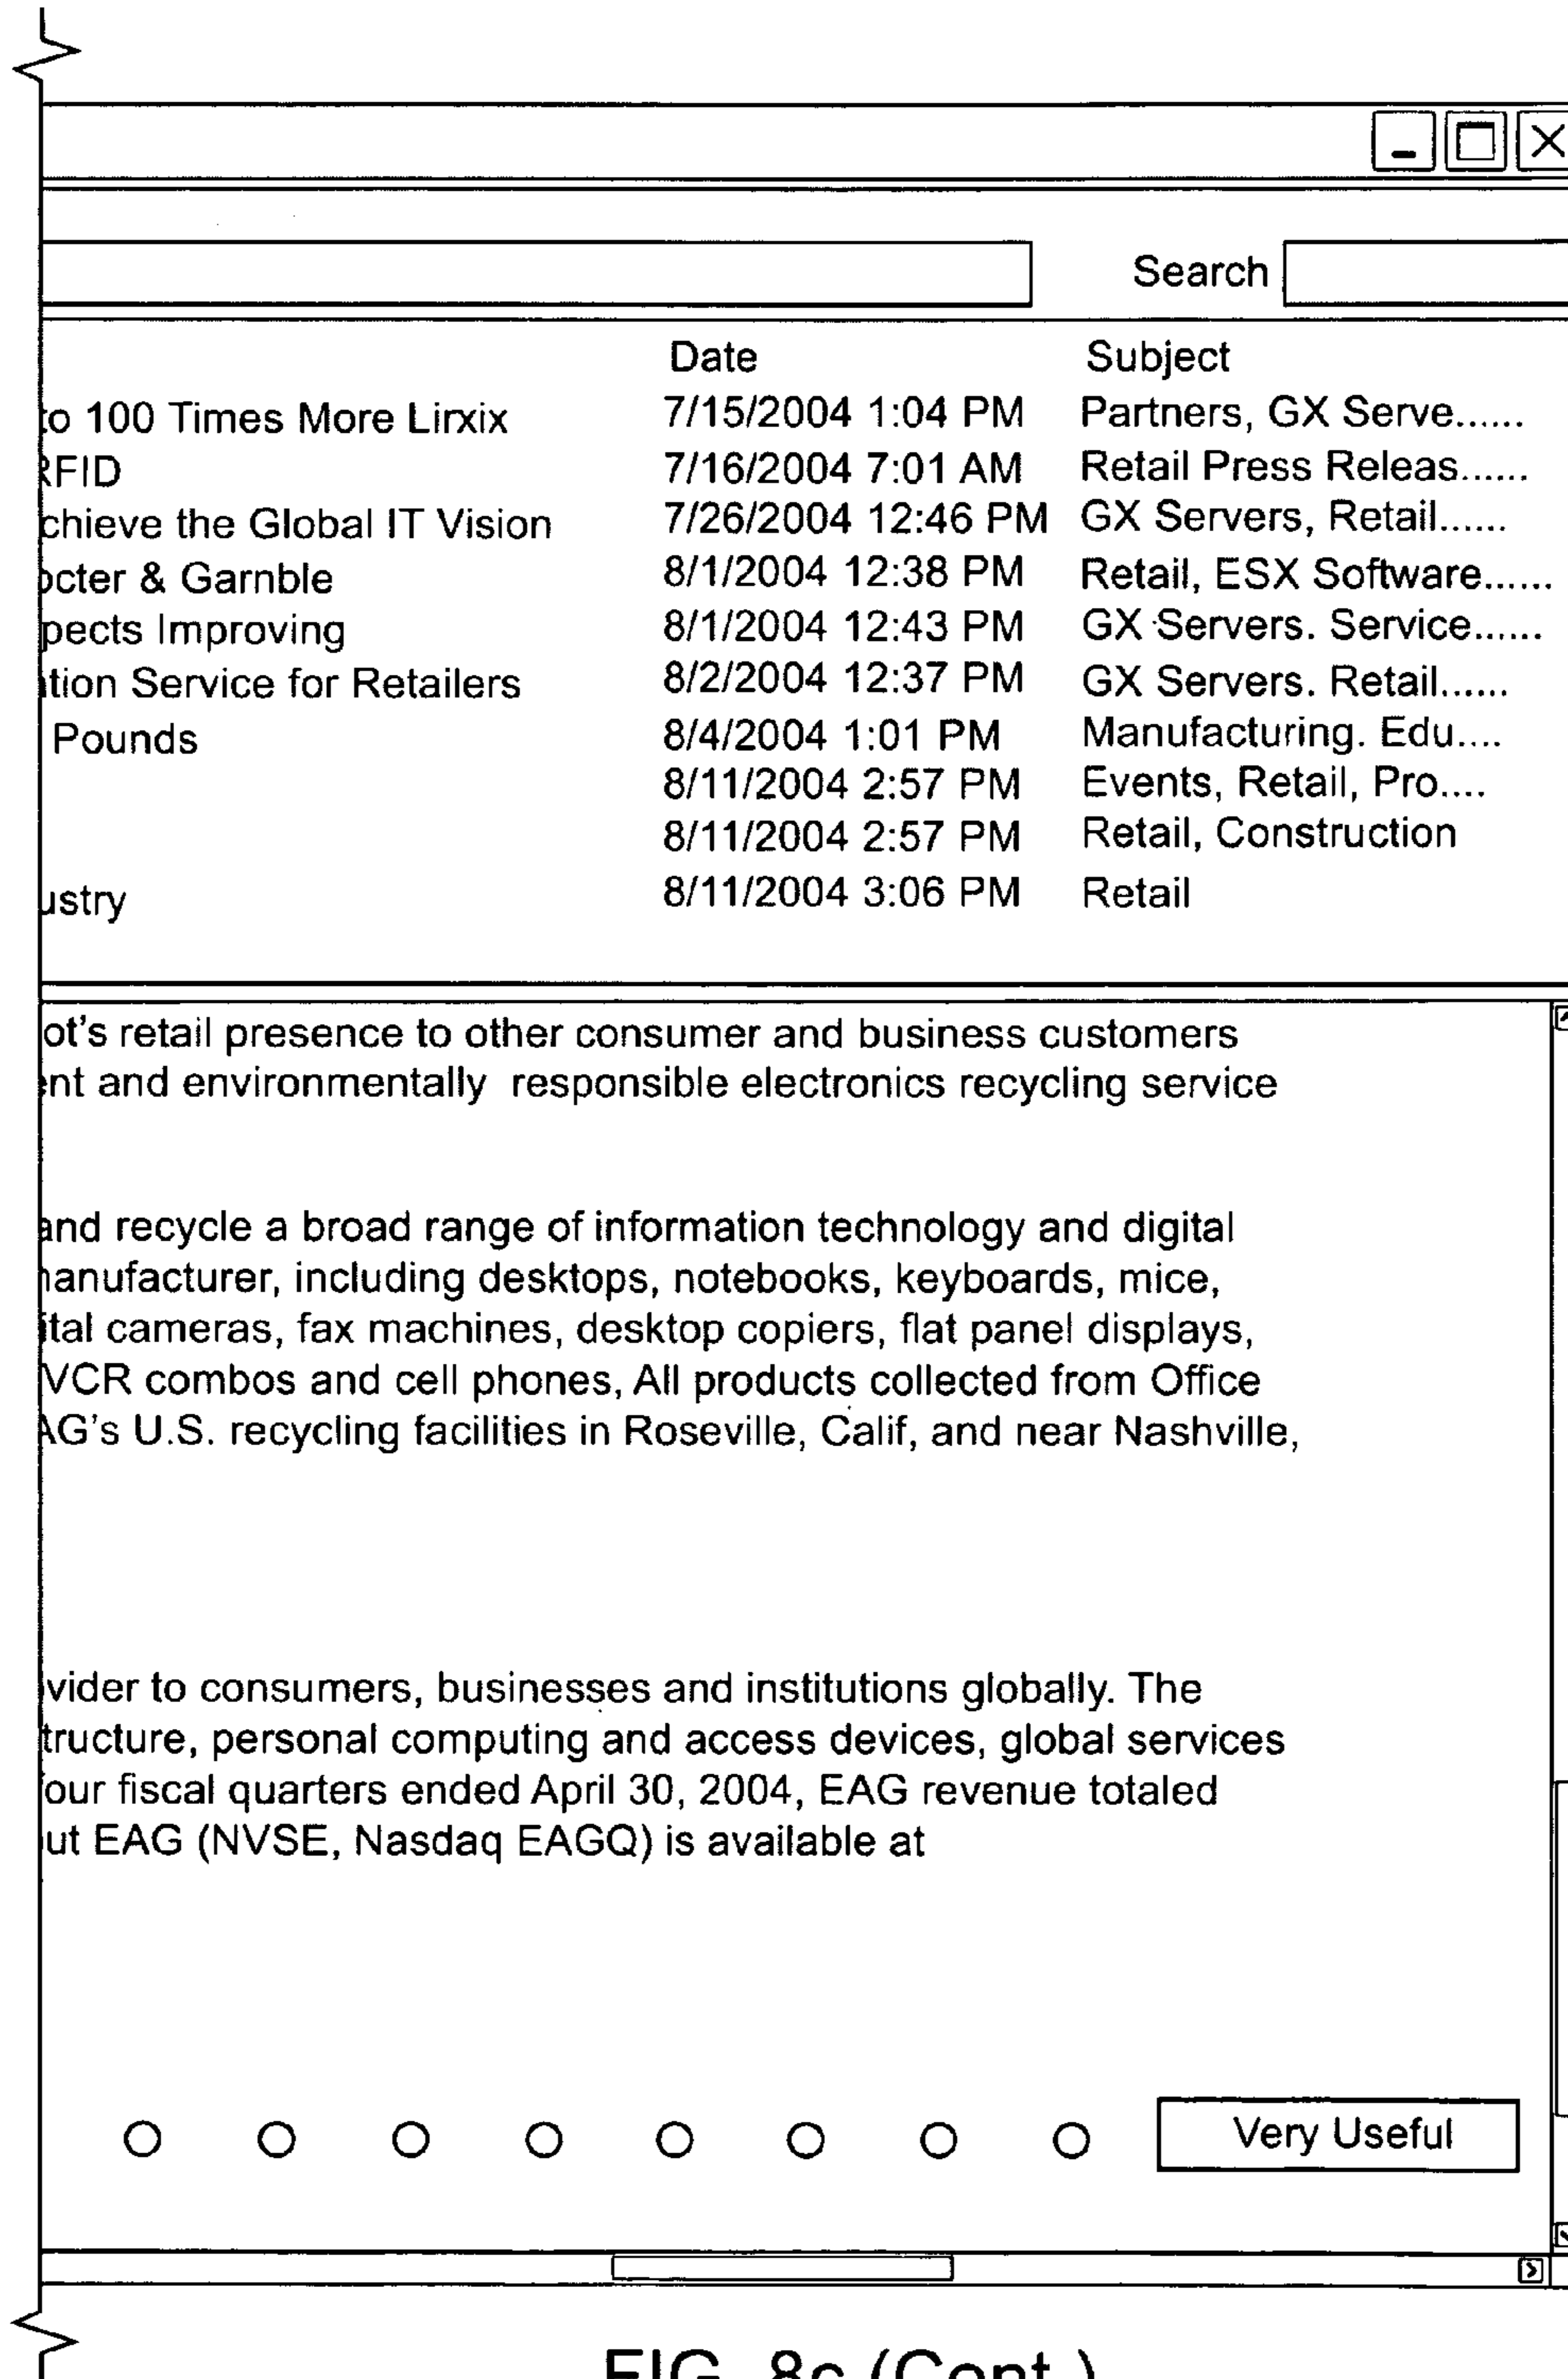 Search
Date Subject
to 100 Times More Lirxix 7/15/2004 1:04 PM Partners, GX Serve......
RFID 7/16/2004 7:01 AM Retail Press Releas......
chieve the Global IT Vision 7/26/2004 12:46 PM GX Servers, Retail......
octer & Garnble 8/1/2004 12:38 PM Retail, ESX Software......
pects Improving 8/1/2004 12:43 PM GX Servers. Service......
tion Service for Retailers 8/2/2004 12:37 PM GX Servers. Retail......
Pounds 8/4/2004 1:01 PM Manufacturing. Edu....
8/11/2004 2:57 PM Events, Retail, Pro....
8/11/2004 2:57 PM Retail, Construction
ustry 8/11/2004 3:06 PM Retail
ot's retail presence to other consumer and business customers
nt and environmentally responsible electronics recycling service
and recycle a broad range of information technology and digital
manufacturer, including desktops, notebooks, keyboards, mice,
ital cameras, fax machines, desktop copiers, flat panel displays,
VCR combos and cell phones, All products collected from Office
AG's U.S. recycling facilities in Roseville, Calif, and near Nashville,
vider to consumers, businesses and institutions globally. The
tructure, personal computing and access devices, global services
four fiscal quarters ended April 30, 2004, EAG revenue totaled
ut EAG (NVSE, Nasdaq EAGQ) is available at
Very Useful
FIG. 8c (Cont.)